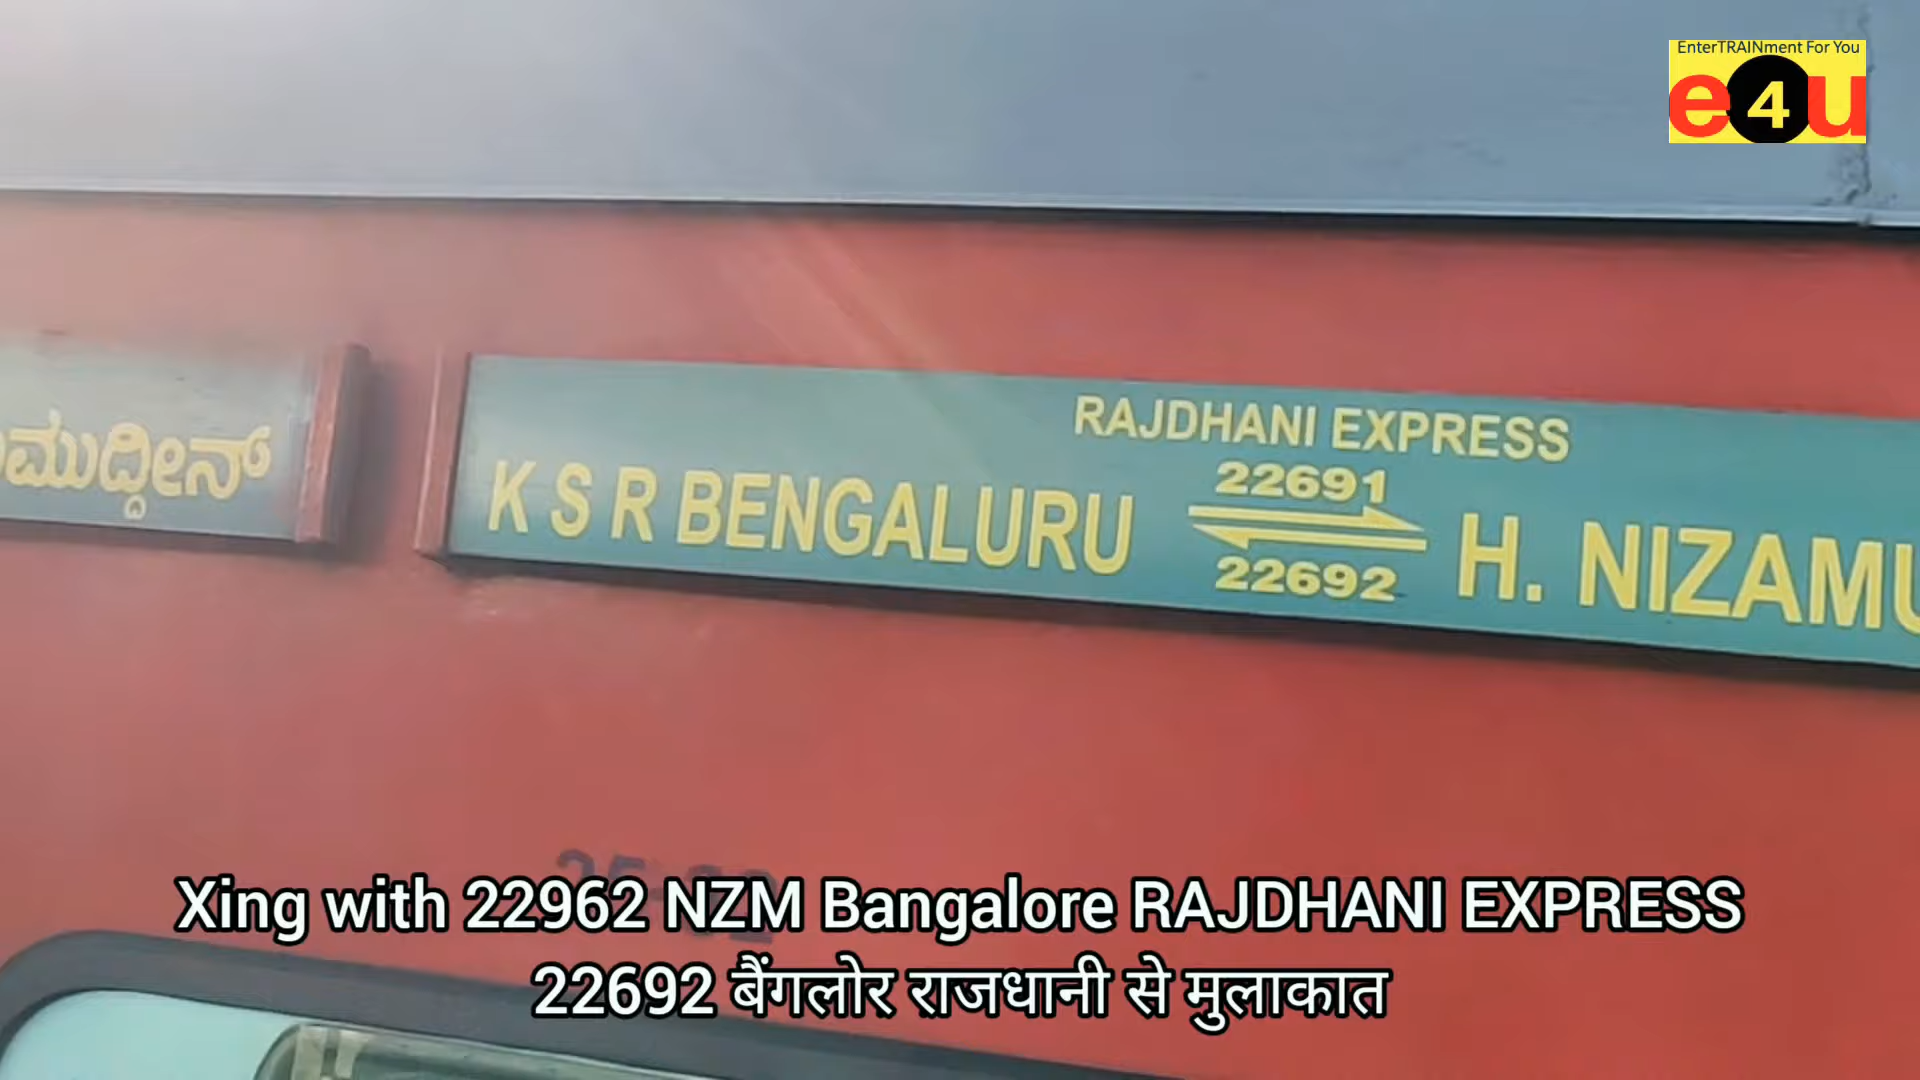 EnterTRAINment For You
e4u
RAJDHANI EXPRESS
22691
K S R BENGALURU
H. NIZAMU
22692
Xing with 22962 NZM Bangalore RAJDHANI EXPRESS
22692 बैंगलोर राजधानी से मुलाकात